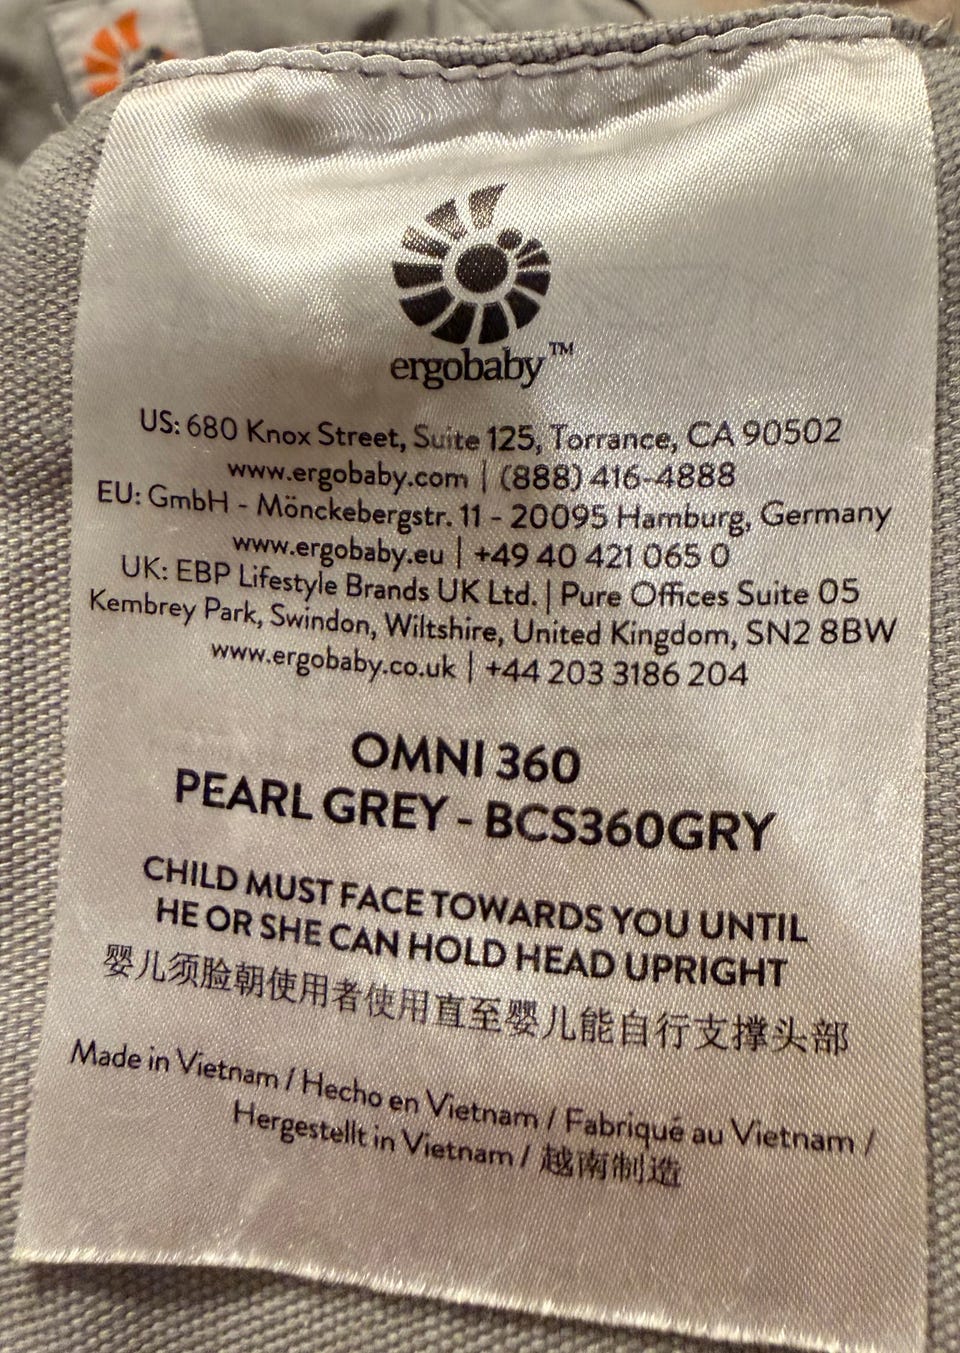 ergobaby™
US: 680 Knox Street, Suite 125, Torrance, CA 90502
www.ergobaby.com | (888) 416-4888
EU: GmbH - Mönckebergstr. 11 - 20095 Hamburg, Germany
www.ergobaby.eu | +49 40 421 065 0
UK: EBP Lifestyle Brands UK Ltd. | Pure Offices Suite 05
Kembrey Park, Swindon, Wiltshire, United Kingdom, SN2 8BW
www.ergobaby.co.uk | +44 203 3186 204
OMNI 360
PEARL GREY - BCS360GRY
CHILD MUST FACE TOWARDS YOU UNTIL
HE OR SHE CAN HOLD HEAD UPRIGHT
婴儿须脸朝使用者使用直至婴儿能自行支撑头部
Made in Vietnam / Hecho en Vietnam / Fabriqué au Vietnam /
Hergestellt in Vietnam / 越南制造